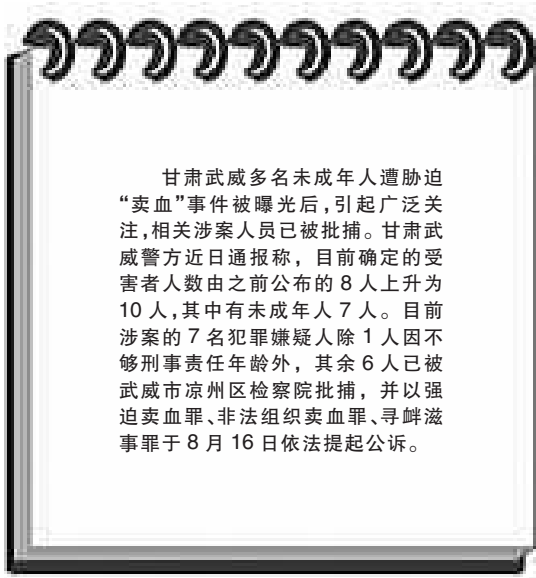 甘肃武威多名未成年人遭胁迫
“卖血”事件被曝光后,引起广泛关
注,相关涉案人员已被批捕。甘肃武
威警方近日通报称，目前确定的受
害者人数由之前公布的 8 人上升为
10 人,其中有未成年人 7 人。目前
涉案的 7 名犯罪嫌疑人除 1 人因不
够刑事责任年龄外，其余 6 人已被
武威市凉州区检察院批捕，并以强
迫卖血罪、非法组织卖血罪、寻衅滋
事罪于 8 月 16 日依法提起公诉。